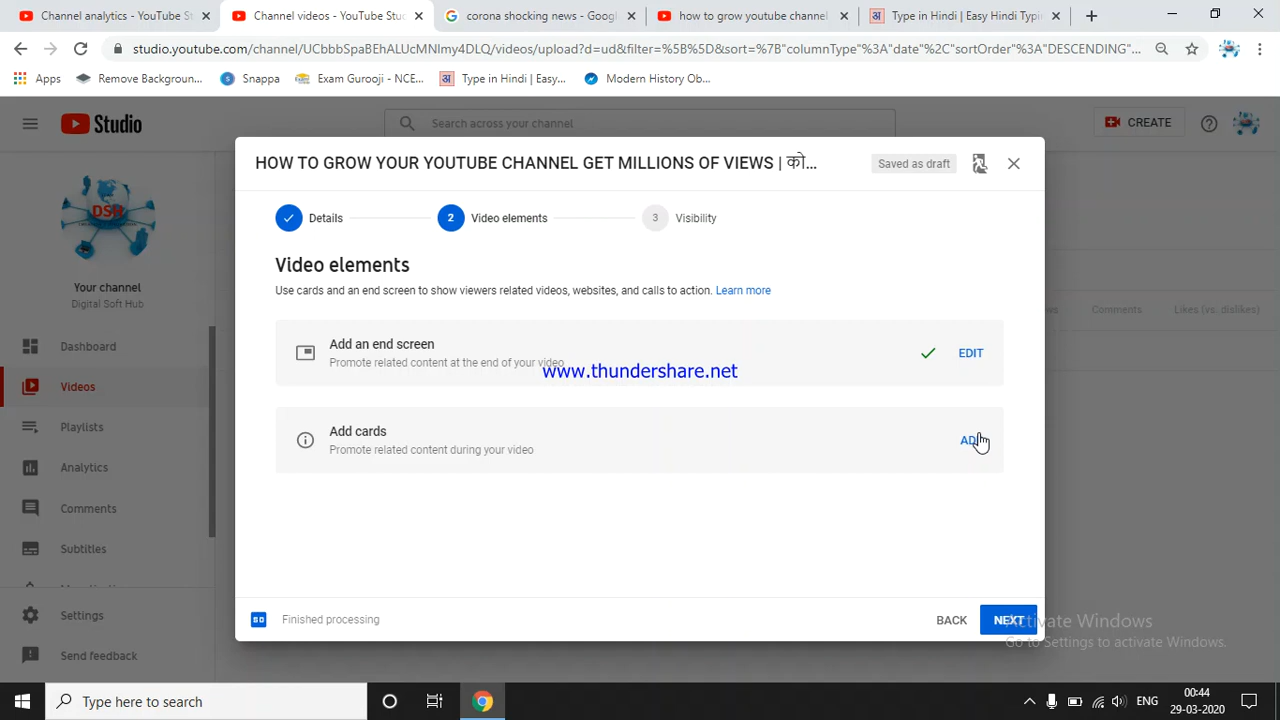 Channel analytics - YouTube S
Channel videos - YouTube Stu
corona shocking news - Goog
how to grow youtube channel
Type in Hindi | Easy Hindi Typi
studio.youtube.com/channel/UCbbbSpaBEhALUcMNImy4DLQ/video/upload?d=ud&filter=%5B%5D&sort=%7B"columnType"%3A"date"%2C"sortOrder"%3A"DESCENDING"...
Apps
Remove Backgroun...
Snappa
Exam Gurooji - NCE...
Type in Hindi | Easy...
Modern History Ob...
Studio
Search across your channel
CREATE
HOW TO GROW YOUR YOUTUBE CHANNEL GET MILLIONS OF VIEWS | को...
Saved as draft
Details
2
Video elements
3
Visibility
Video elements
Use cards and an end screen to show viewers related videos, websites, and calls to action. Learn more
Add an end screen
Promote related content at the end of your video
EDIT
www.thundershare.net
Add cards
Promote related content during your video
Finished processing
BACK
NEXT
DSH
Your channel
Digital Soft Hub
Dashboard
Videos
Playlists
Analytics
Comments
Subtitles
Settings
Send feedback
Comments
Likes (vs. dislikes)
Activate Windows
Go to Settings to activate Windows.
Type here to search
ENG
00:44
29-03-2020